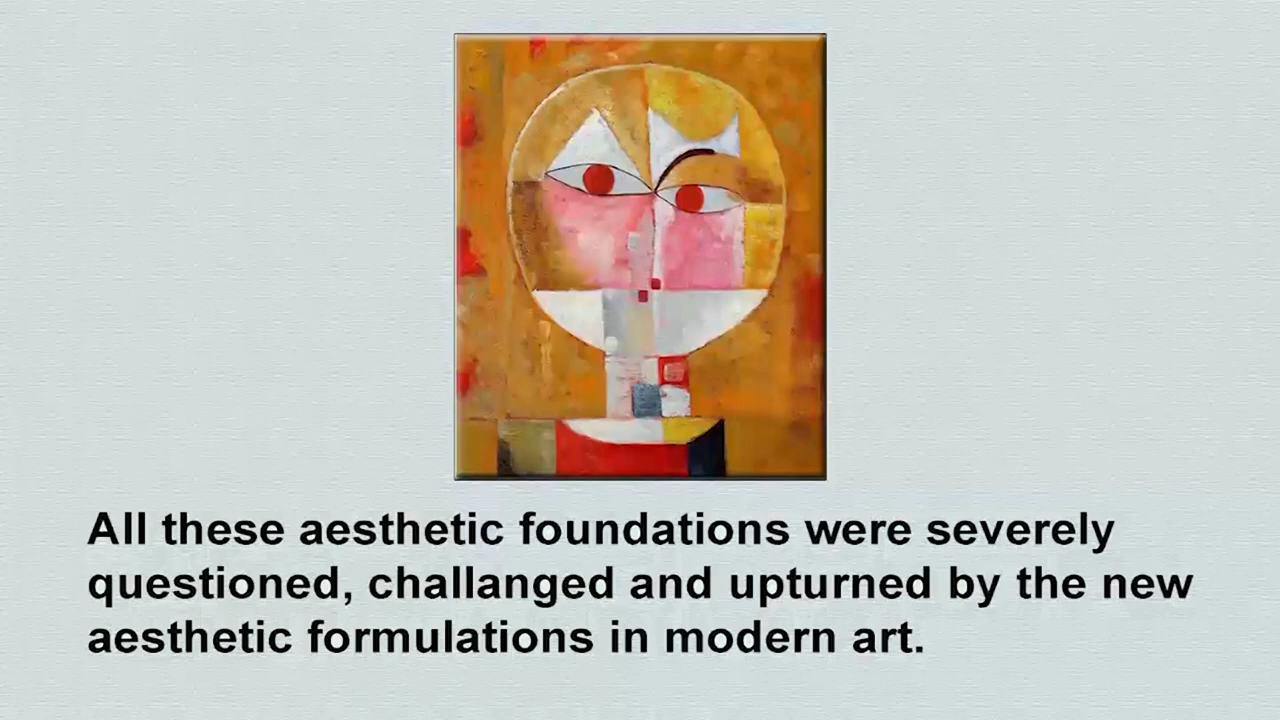 All these aesthetic foundations were severely
questioned, challanged and upturned by the new
aesthetic formulations in modern art.